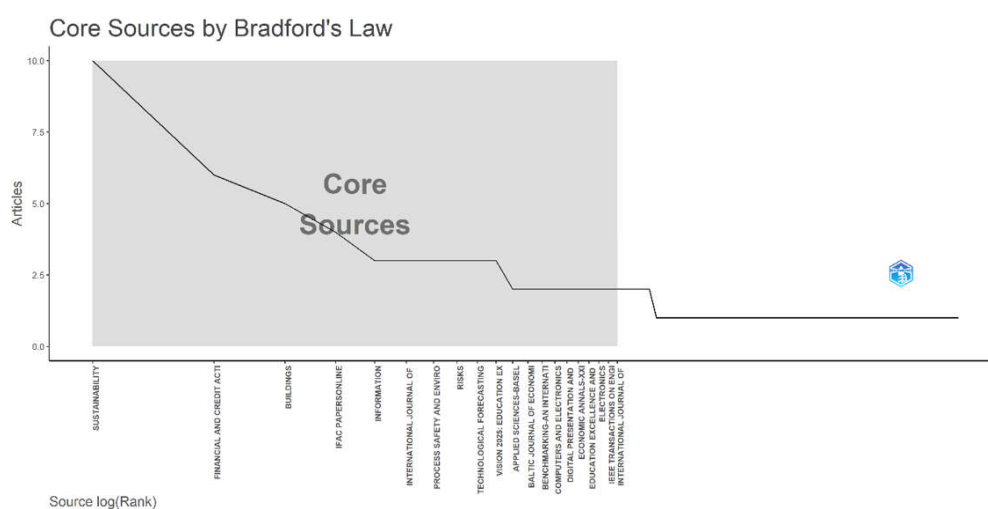 Core Sources by Bradford's Law
10.0
7.5
5.0
2.5
0.0
Articles
Core
Sources
SUSTAINABILITY
FINANCIAL AND CREDIT ACTI
BUILDINGS
IFAC PAPERSONLINE
INFORMATION
INTERNATIONAL JOURNAL OF
PROCESS SAFETY AND ENVIRO
RISKS
TECHNOLOGICAL FORECASTING
VISION 2025: EDUCATION EX
APPLIED SCIENCES-BASEL
BALTIC JOURNAL OF ECONOMI
BENCHMARKING-AN INTERNATI
COMPUTERS AND ELECTRONICS
DIGITAL PRESENTATION AND
ECONOMIC ANNALS-XXI
EDUCATION EXCELLENCE AND
ELECTRONICS
IEEE TRANSACTIONS ON ENGI
INTERNATIONAL JOURNAL OF
Source log(Rank)